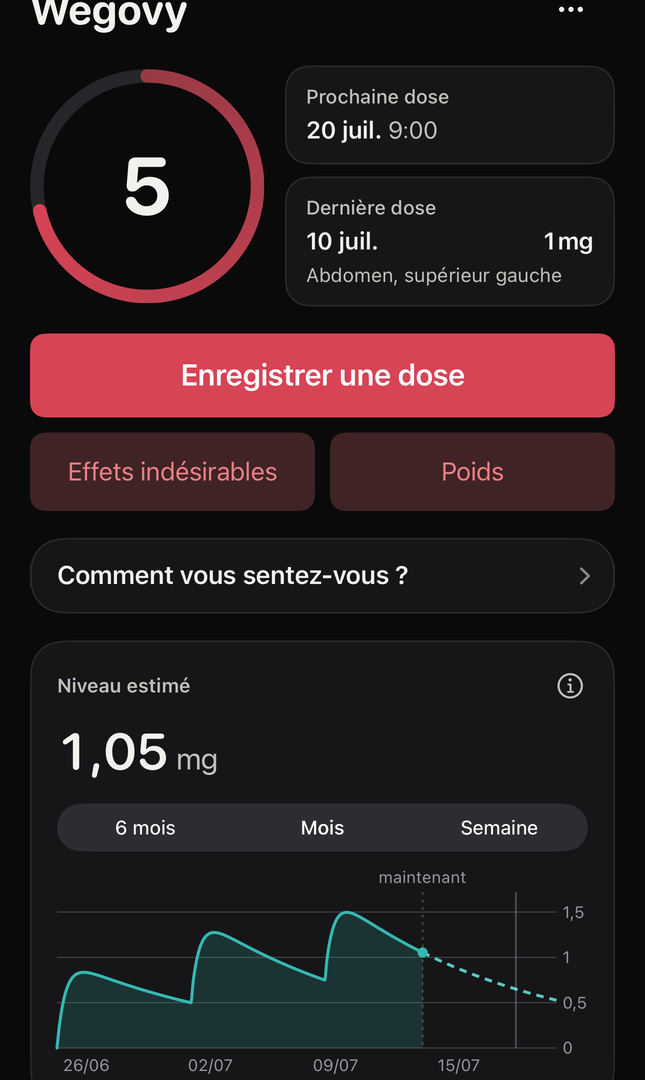 Wegovy
5
Prochaine dose
20 juil. 9:00
Dernière dose
10 juil. 1mg
Abdomen, supérieur gauche
Enregistrer une dose
Effets indésirables
Poids
Comment vous sentez-vous ?
Niveau estimé
1,05 mg
6 mois Mois Semaine
maintenant
1,5
1
0,5
0
26/06 02/07 09/07 15/07